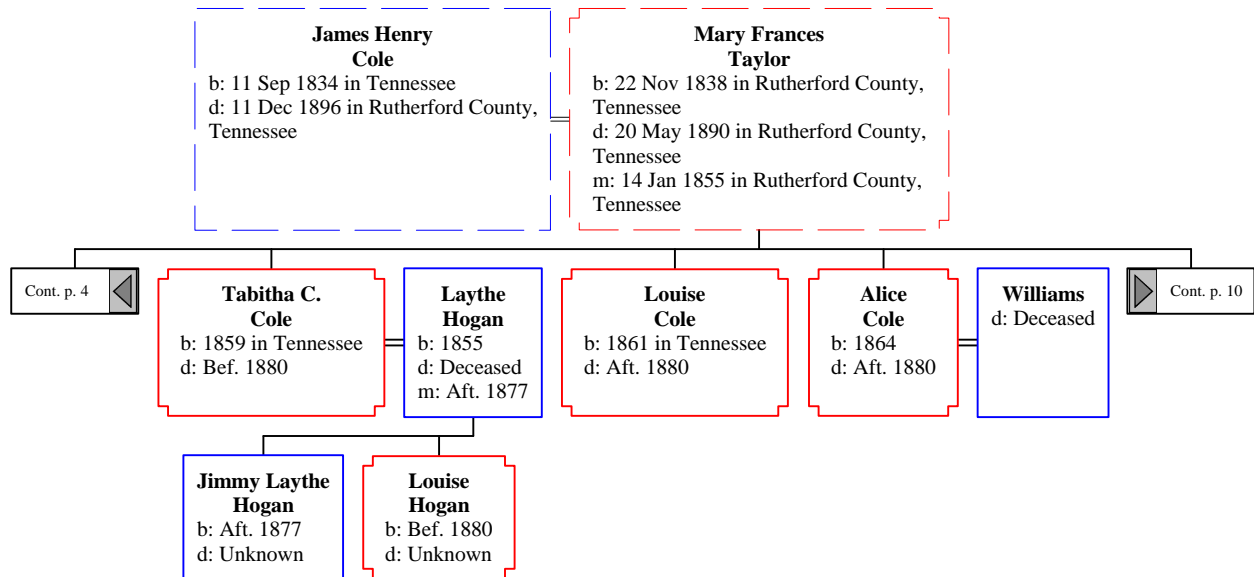 James Henry
Cole
b: 11 Sep 1834 in Tennessee
d: 11 Dec 1896 in Rutherford County,
Tennessee
Mary Frances
Taylor
b: 22 Nov 1838 in Rutherford County,
Tennessee
d: 20 May 1890 in Rutherford County,
Tennessee
m: 14 Jan 1855 in Rutherford County,
Tennessee
Cont. p. 4
Tabitha C.
Cole
b: 1859 in Tennessee
d: Bef. 1880
Laythe
Hogan
b: 1855
d: Deceased
m: Aft. 1877
Louise
Cole
b: 1861 in Tennessee
d: Aft. 1880
Alice
Cole
b: 1864
d: Aft. 1880
Williams
d: Deceased
Cont. p. 10
Jimmy Laythe
Hogan
b: Aft. 1877
d: Unknown
Louise
Hogan
b: Bef. 1880
d: Unknown